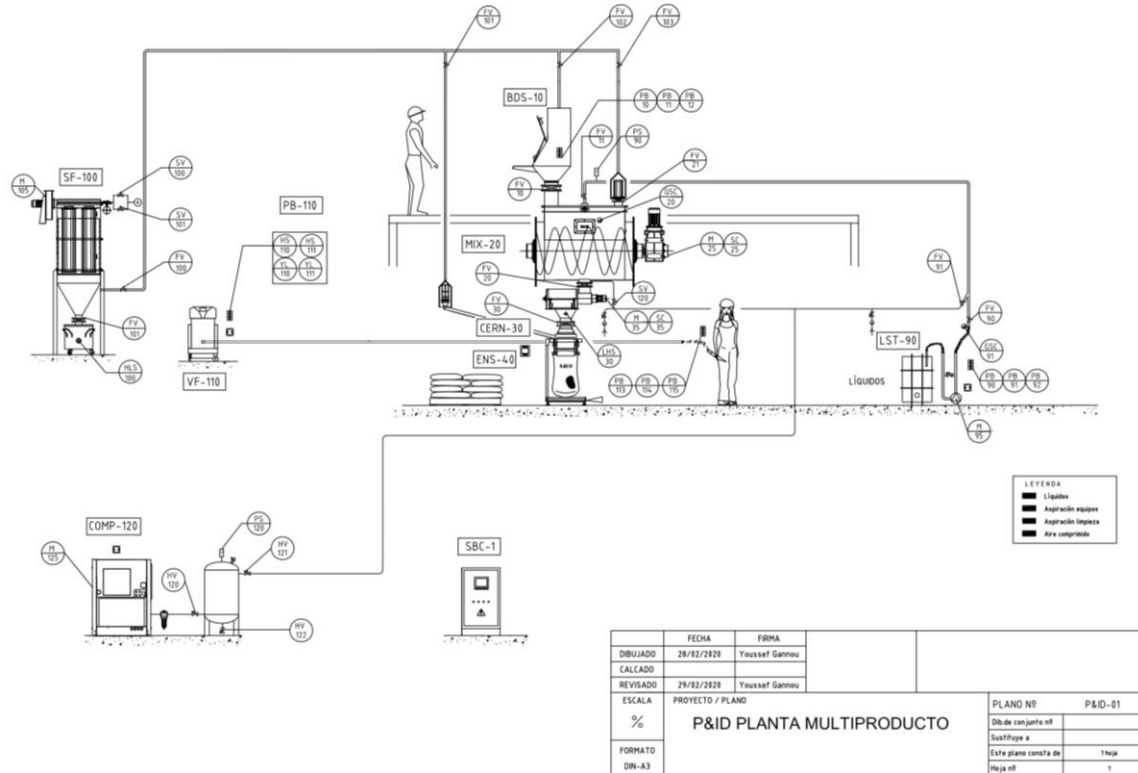 FV
101
FV
102
FV
103
BDS-10
PB
10
PB
11
PB
12
FV
11
PS
90
SF-100
M
105
SV
100
SV
101
FV
21
FV
10
GSC
20
PB-110
HS
110
HS
111
YL
110
YL
111
MIX-20
M
25
SC
25
FV
100
FV
20
FV
91
SV
120
FV
30
FV
101
M
35
SC
35
CERN-30
FV
90
LST-90
GSC
91
ENS-40
LHS
30
HLS
100
VF-110
SACO
PB
113
PB
114
PB
115
LÍQUIDOS
PB
90
PB
91
PB
92
M
95
LEYENDA
Líquidos
Aspiración equipos
Aspiración limpieza
Aire comprimido
COMP-120
PS
120
SBC-1
M
125
HV
121
HV
120
HV
122
FECHA FIRMA
DIBUJADO 28/02/2020 Youssef Gannou
CALCADO
REVISADO 29/02/2020 Youssef Gannou
ESCALA PROYECTO / PLANO PLANO Nº P&ID-01
% P&ID PLANTA MULTIPRODUCTO
Dib.de conjunto nº
Sustituye a
FORMATO Este plano consta de 1 hoja
DIN-A3 Hoja nº 1